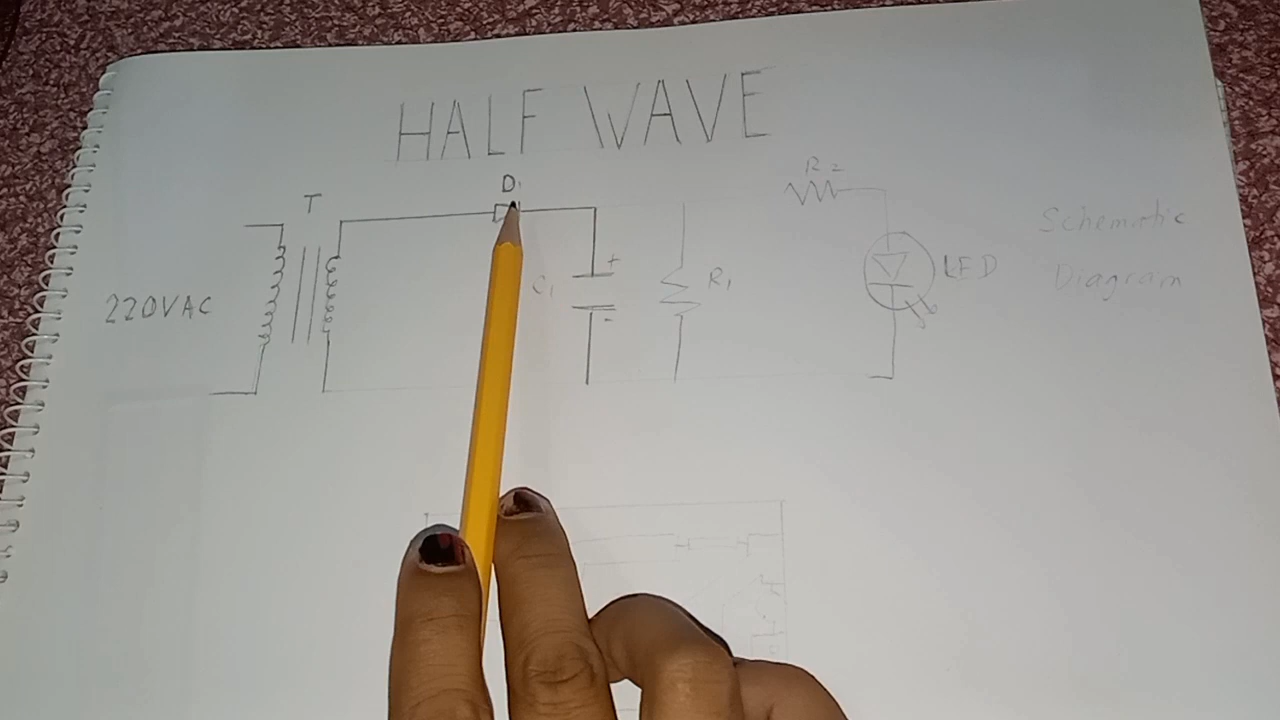 HALF WAVE
D1
T
R2
220VAC
+
C1
-
R1
LED
Schematic
Diagram